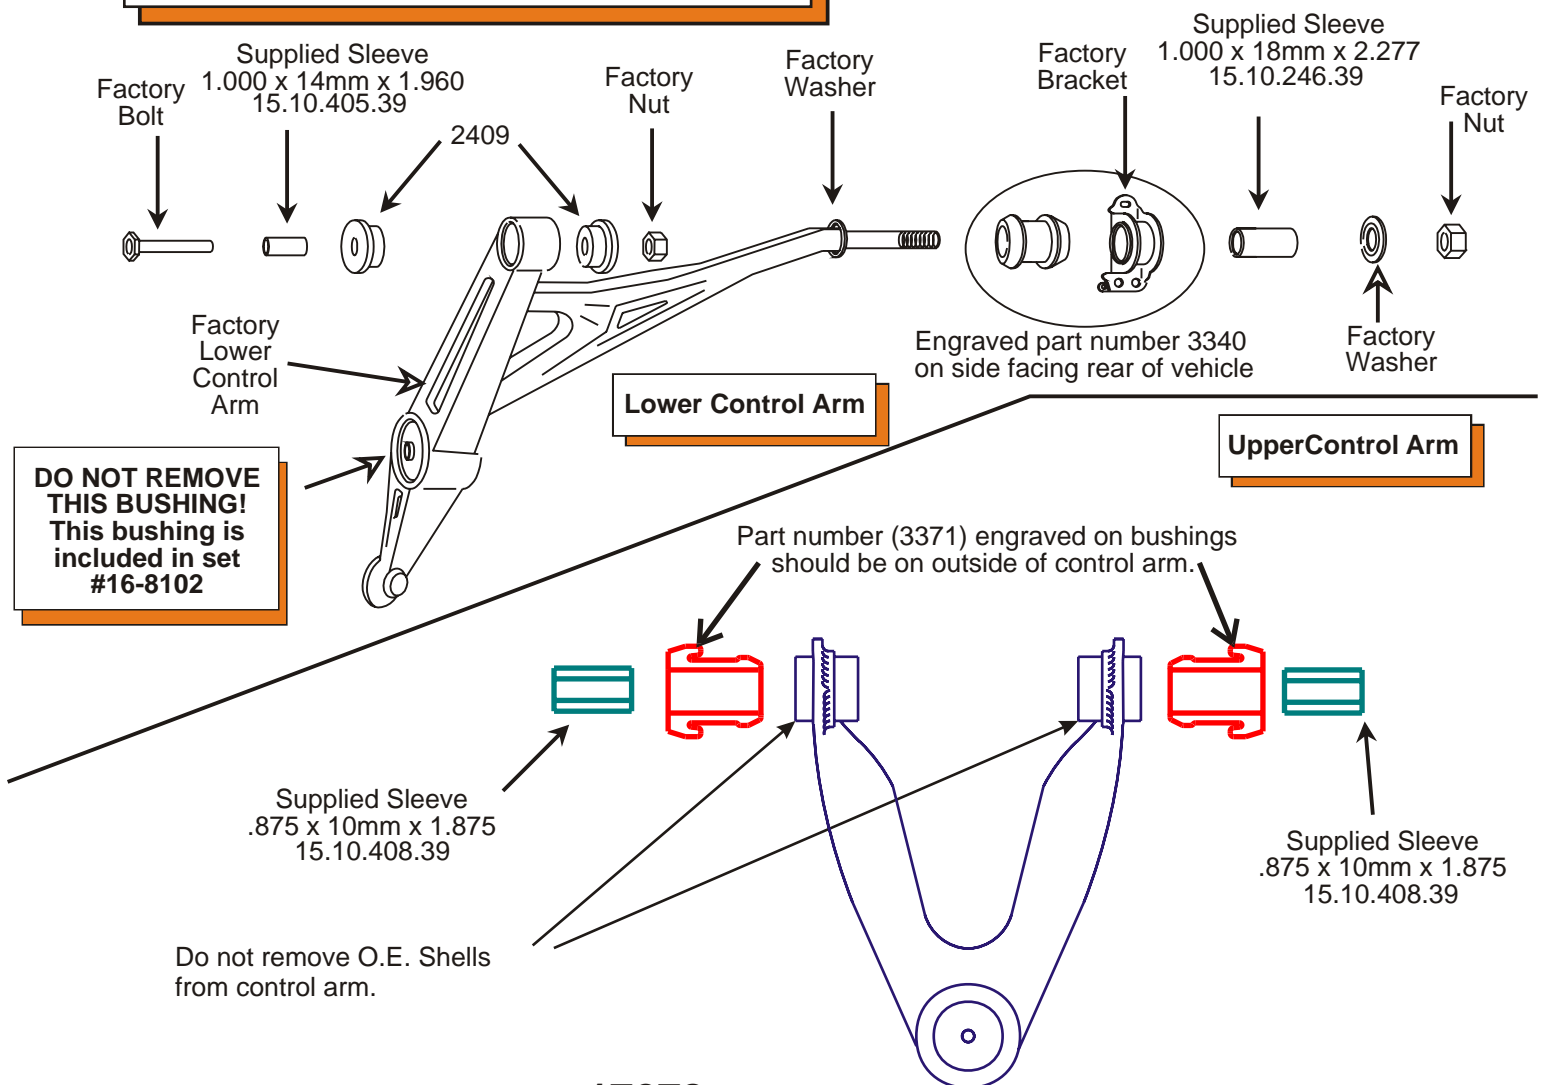 Supplied Sleeve
1.000 x 14mm x 1.960
15.10.405.39
Factory
Bolt
2409
Factory
Nut
Factory
Washer
Factory
Bracket
Supplied Sleeve
1.000 x 18mm x 2.277
15.10.246.39
Factory
Nut
Factory
Lower
Control
Arm
Engraved part number 3340
on side facing rear of vehicle
Factory
Washer
Lower Control Arm
UpperControl Arm
DO NOT REMOVE
THIS BUSHING!
This bushing is
included in set
#16-8102
Part number (3371) engraved on bushings
should be on outside of control arm.
Supplied Sleeve
.875 x 10mm x 1.875
15.10.408.39
Supplied Sleeve
.875 x 10mm x 1.875
15.10.408.39
Do not remove O.E. Shells
from control arm.